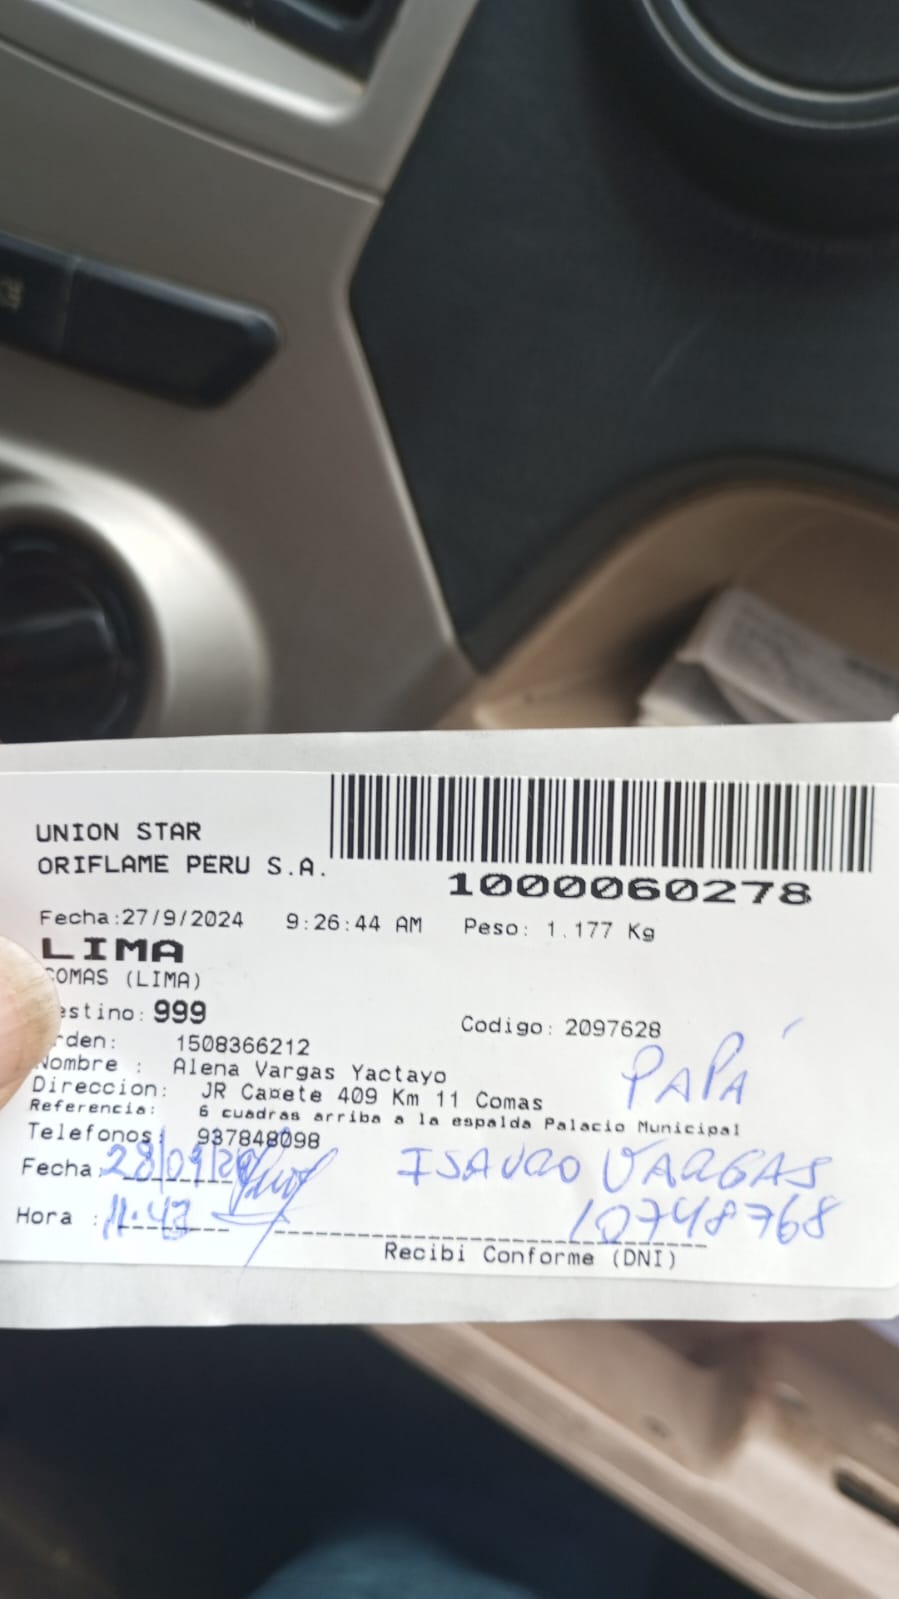 UNION STAR
ORIFLAME PERU S.A.
1000060278
Fecha:27/9/2024 9:26:44 AM Peso: 1.177 Kg
LIMA
COMAS (LIMA)
estino: 999 Codigo: 2097628
rden: 1508366212
Nombre : Alena Vargas Yactayo
PAPÁ
Direccion: JR Caªete 409 Km 11 Comas
Referencia: 6 cuadras arriba a la espalda Palacio Municipal
Telefonos: 937848098
Fecha: 28/09/20 ISAURO VARGAS
Hora : 11:43 10748768
Recibi Conforme (DNI)